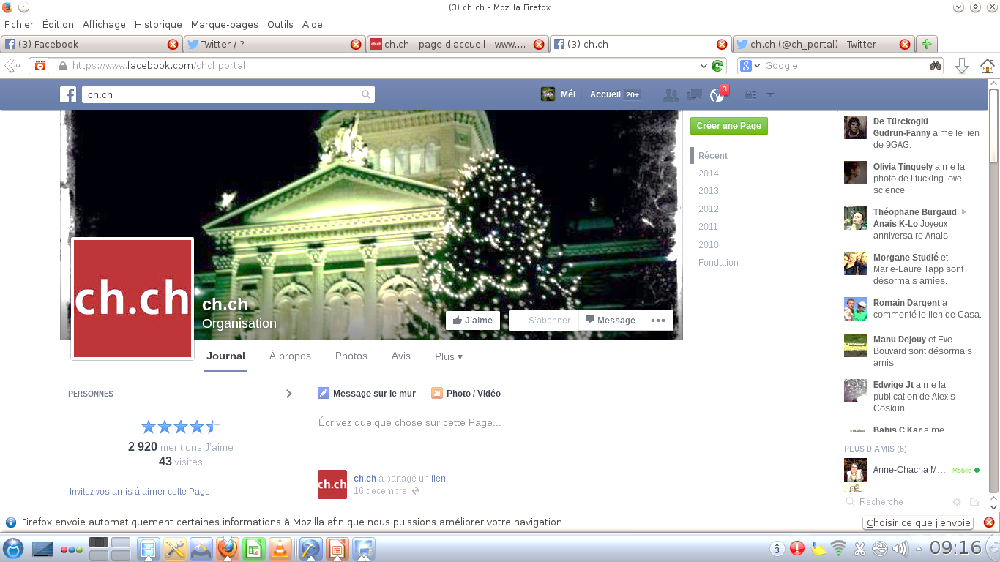 (3) ch.ch - Mozilla Firefox
Fichier Édition Affichage Historique Marque-pages Outils Aide
(3) Facebook
Twitter / ?
ch.ch - page d'accueil - www....
(3) ch.ch
ch.ch (@ch_portal) | Twitter
https://www.facebook.com/chchportal
Google
ch.ch
Mél
Accueil 20+
3
Créer une Page
Récent
2014
2013
2012
2011
2010
Fondation
ch.ch
ch.ch
Organisation
J'aime
S'abonner
Message
Journal
À propos
Photos
Avis
Plus ▾
PERSONNES
2 920 mentions J'aime
43 visites
Invitez vos amis à aimer cette Page
Message sur le mur
Photo / Vidéo
Écrivez quelque chose sur cette Page...
ch.ch
ch.ch a partagé un lien.
16 décembre
De Türckoglü
Güdrün-Fanny aime le lien
de 9GAG.
Olivia Tinguely aime la
photo de I fucking love
science.
Théophane Burgaud ▸
Anais K-Lo Joyeux
anniversaire Anais!
Morgane Studlé et
Marie-Laure Tapp sont
désormais amies.
Romain Dargent a
commenté le lien de Casa.
Manu Dejouy et Eve
Bouvard sont désormais
amis.
Edwige Jt aime la
publication de Alexis
Coskun.
Babis C Kar aime
PLUS D'AMIS (8)
Anne-Chacha M...
Mobile
Recherche
Firefox envoie automatiquement certaines informations à Mozilla afin que nous puissions améliorer votre navigation.
Choisir ce que j'envoie
3
09:16